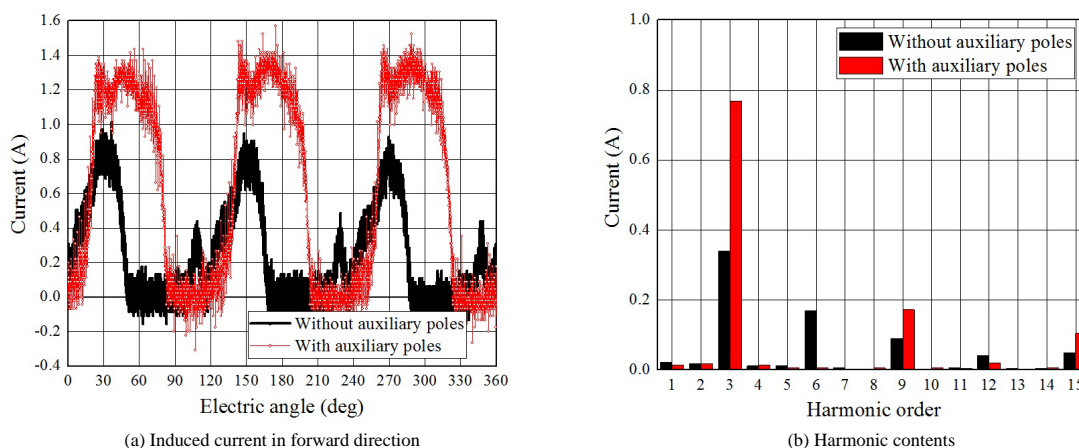 1.6
1.4
1.2
1.0
0.8
0.6
0.4
0.2
0.0
-0.2
-0.4
Current (A)
Without auxiliary poles
With auxiliary poles
0 30 60 90 120 150 180 210 240 270 300 330 360
Electric angle (deg)
(a) Induced current in forward direction
1.0
0.8
0.6
0.4
0.2
0.0
Current (A)
Without auxiliary poles
With auxiliary poles
1 2 3 4 5 6 7 8 9 10 11 12 13 14 15
Harmonic order
(b) Harmonic contents